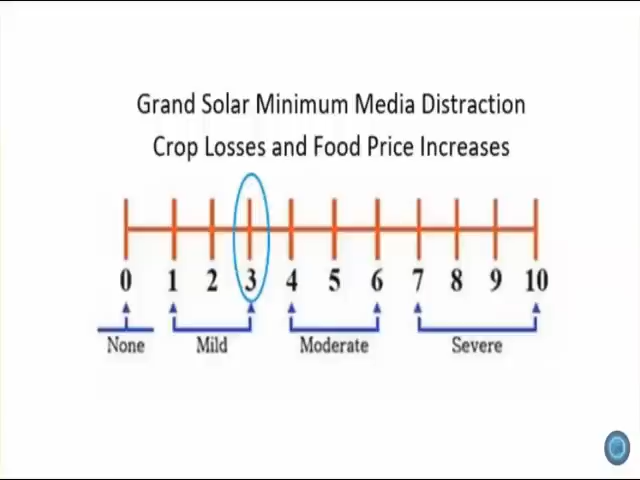 Grand Solar Minimum Media Distraction
Crop Losses and Food Price Increases
0 1 2 3 4 5 6 7 8 9 10
None Mild Moderate Severe